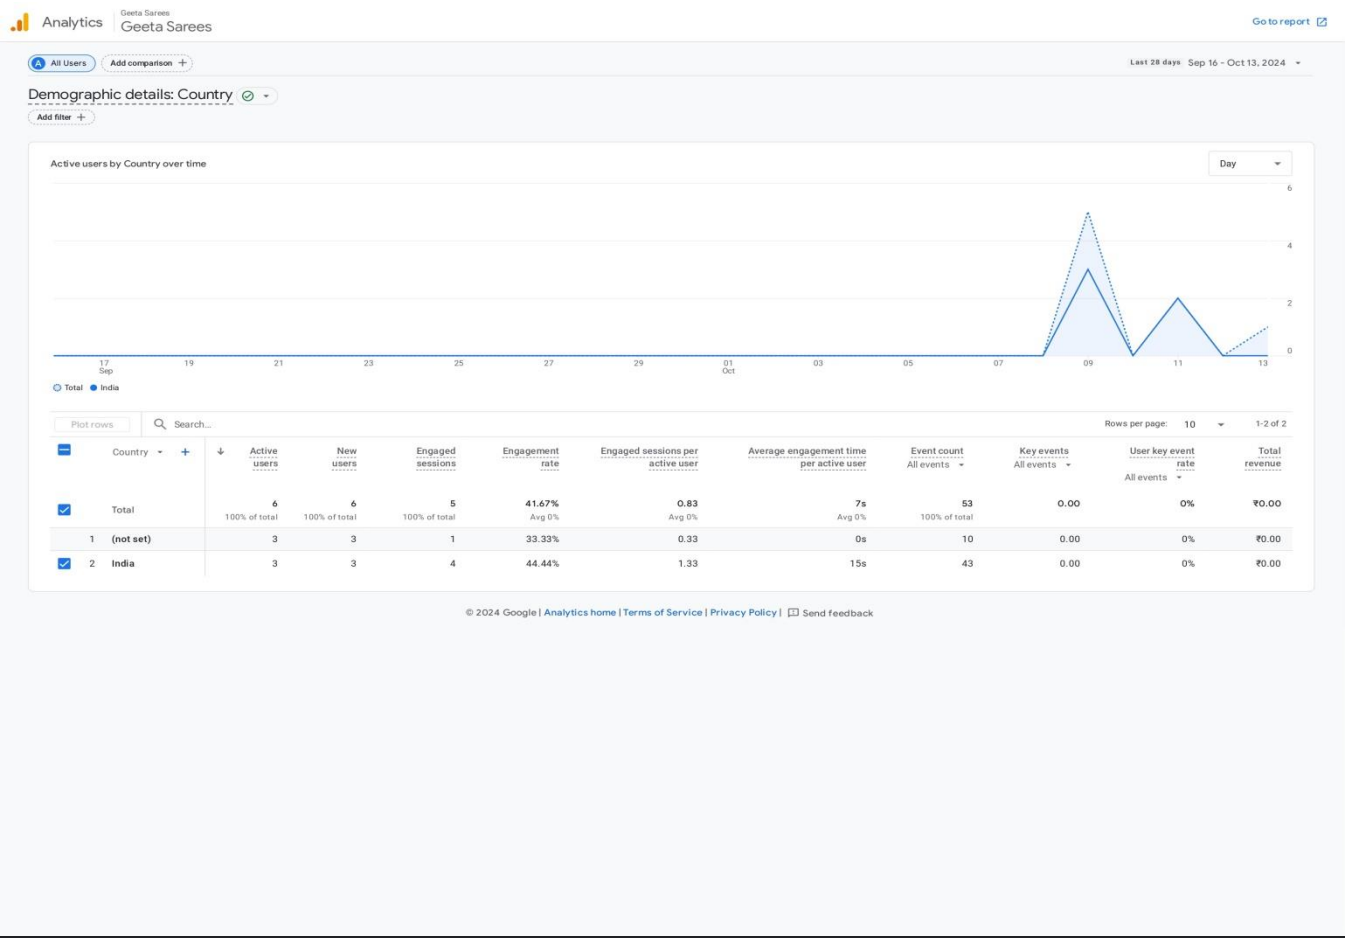 Analytics
Geeta Sarees
Geeta Sarees
Go to report
A All Users
Add comparison +
Last 28 days Sep 16 - Oct 13, 2024
Demographic details: Country
Add filter +
Active users by Country over time
Day
6
4
2
0
17 19 21 23 25 27 29 01 03 05 07 09 11 13
Sep Oct
Total India
Plot rows Search... Rows per page: 10 1-2 of 2
Country + Active users New users Engaged sessions Engagement rate Engaged sessions per active user Average engagement time per active user Event count All events Key events All events User key event rate All events Total revenue
Total 6 6 5 41.67% 0.83 7s 53 0.00 0% ₹0.00
100% of total 100% of total 100% of total Avg 0% Avg 0% Avg 0% 100% of total
1 (not set) 3 3 1 33.33% 0.33 0s 10 0.00 0% ₹0.00
2 India 3 3 4 44.44% 1.33 15s 43 0.00 0% ₹0.00
© 2024 Google | Analytics home | Terms of Service | Privacy Policy | Send feedback